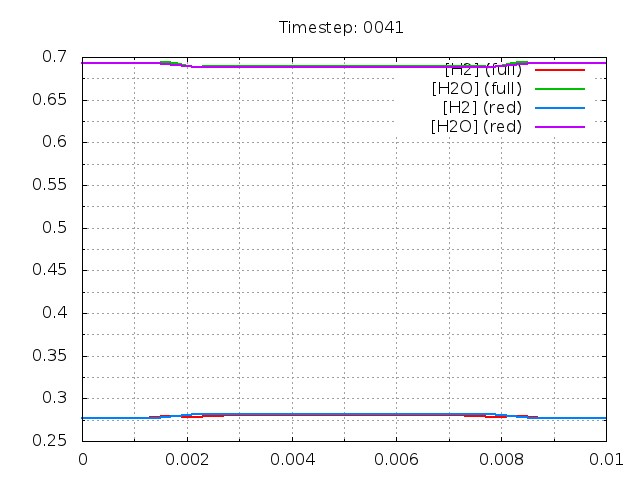 Timestep: 0041
0.7
[H2] (full)
[H2O] (full)
[H2] (red)
[H2O] (red)
0.65
0.6
0.55
0.5
0.45
0.4
0.35
0.3
0.25
0 0.002 0.004 0.006 0.008 0.01